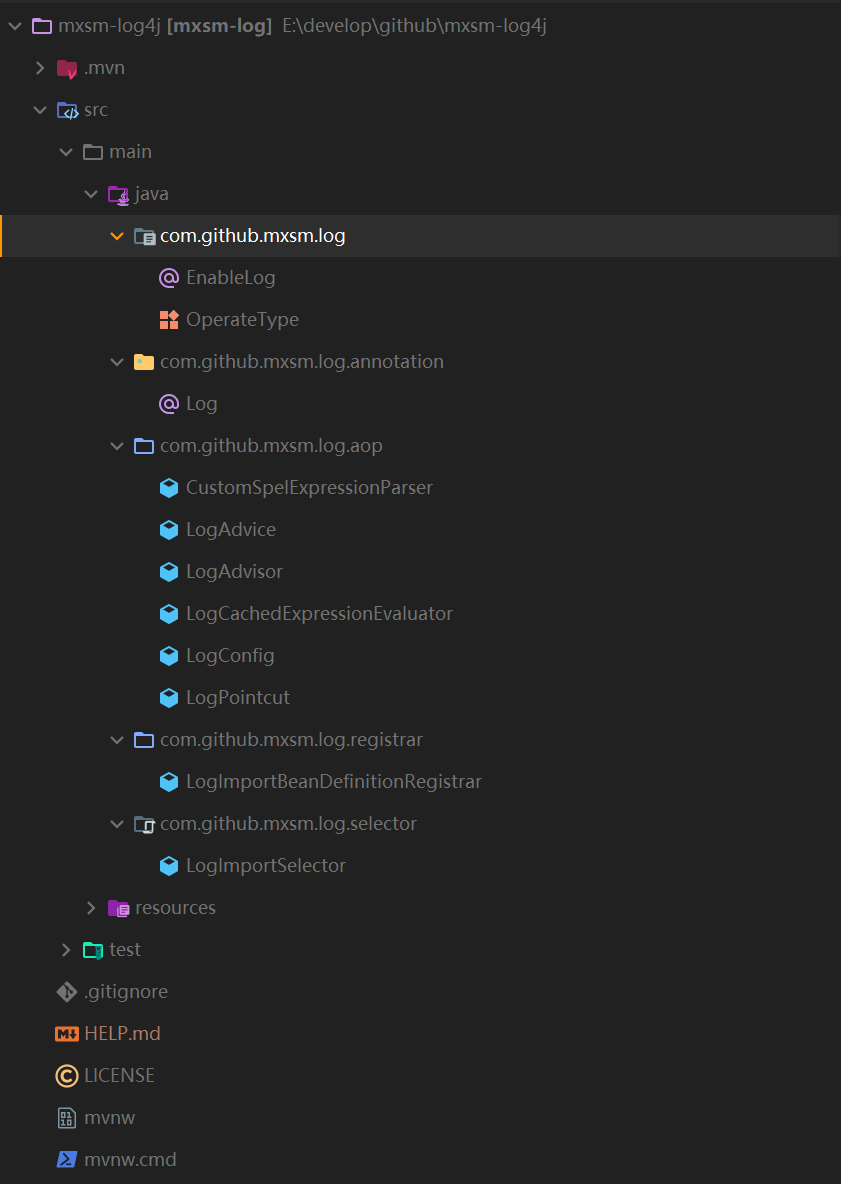 mxsm-log4j [mxsm-log] E:\develop\github\mxsm-log4j
.mvn
src
main
java
com.github.mxsm.log
EnableLog
OperateType
com.github.mxsm.log.annotation
Log
com.github.mxsm.log.aop
CustomSpelExpressionParser
LogAdvice
LogAdvisor
LogCachedExpressionEvaluator
LogConfig
LogPointcut
com.github.mxsm.log.registrar
LogImportBeanDefinitionRegistrar
com.github.mxsm.log.selector
LogImportSelector
resources
test
.gitignore
HELP.md
LICENSE
mvnw
mvnw.cmd